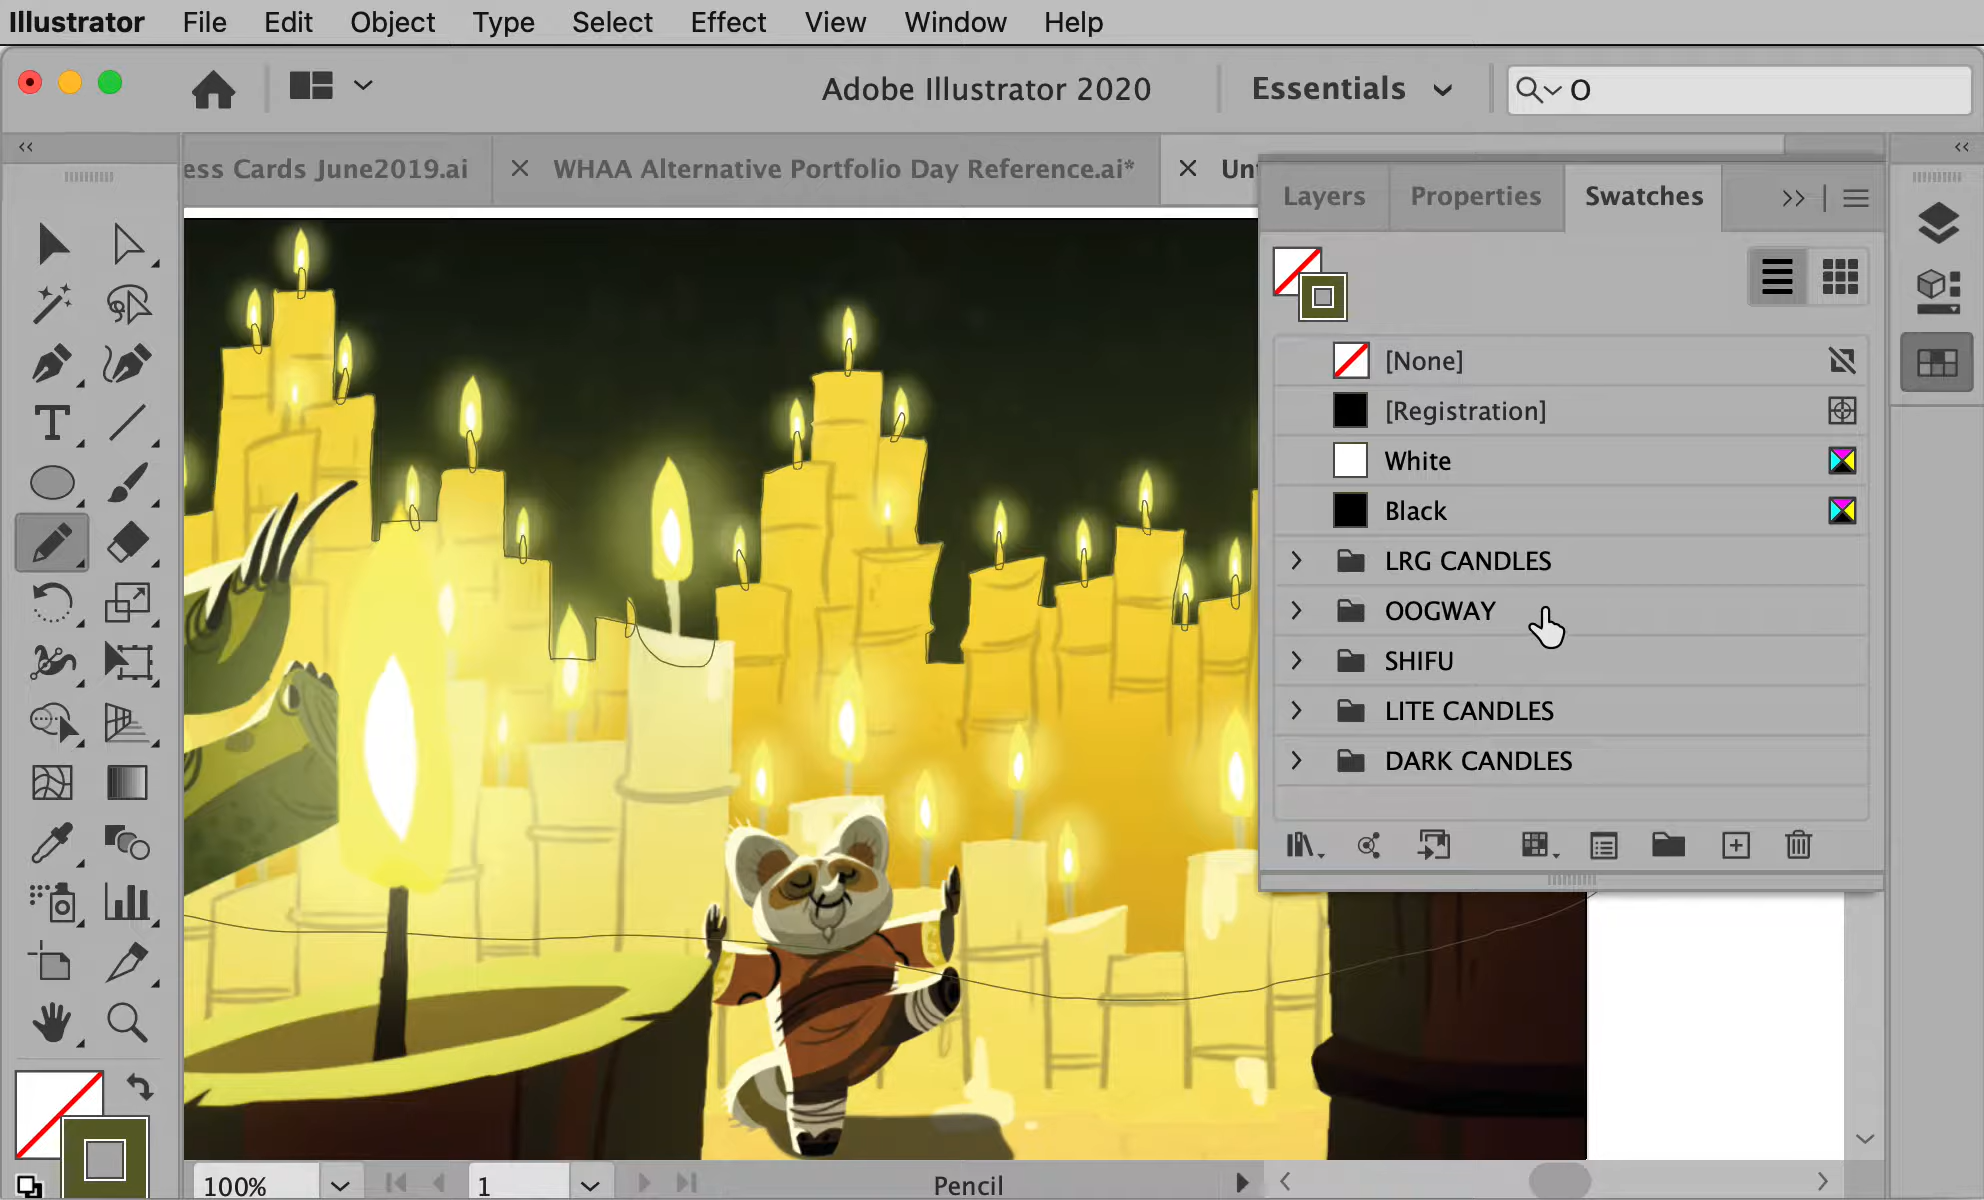 Illustrator File Edit Object Type Select Effect View Window Help
Adobe Illustrator 2020 Essentials O
ess Cards June2019.ai × WHAA Alternative Portfolio Day Reference.ai* × Un
Layers Properties Swatches
[None]
[Registration]
White
Black
LRG CANDLES
OOGWAY
SHIFU
LITE CANDLES
DARK CANDLES
100% 1 Pencil